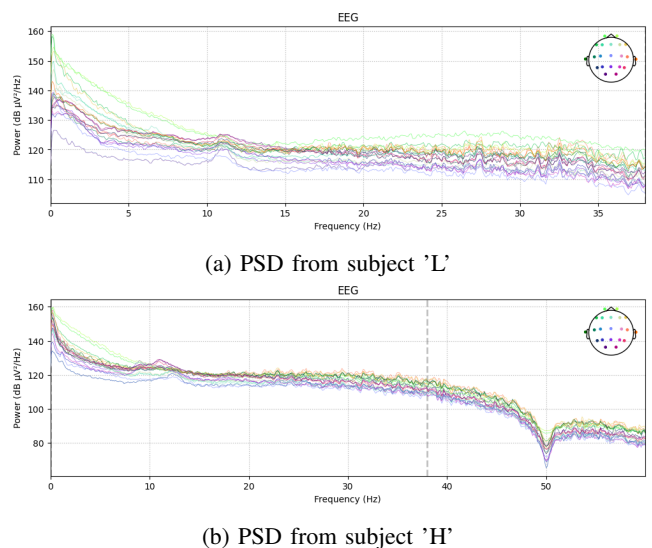 EEG
160
150
140
130
120
110
Power (dB µV²/Hz)
0 5 10 15 20 25 30 35
Frequency (Hz)
(a) PSD from subject 'L'
EEG
160
140
120
100
80
Power (dB µV²/Hz)
0 10 20 30 40 50
Frequency (Hz)
(b) PSD from subject 'H'